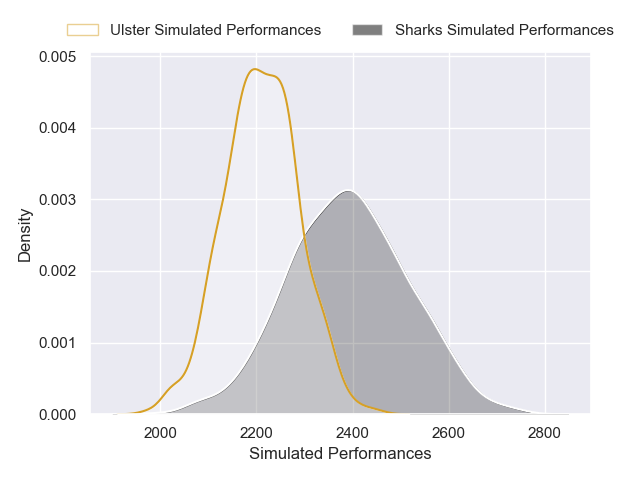 Ulster Simulated Performances
Sharks Simulated Performances
0.005
0.004
0.003
0.002
0.001
0.000
Density
2000
2200
2400
2600
2800
Simulated Performances